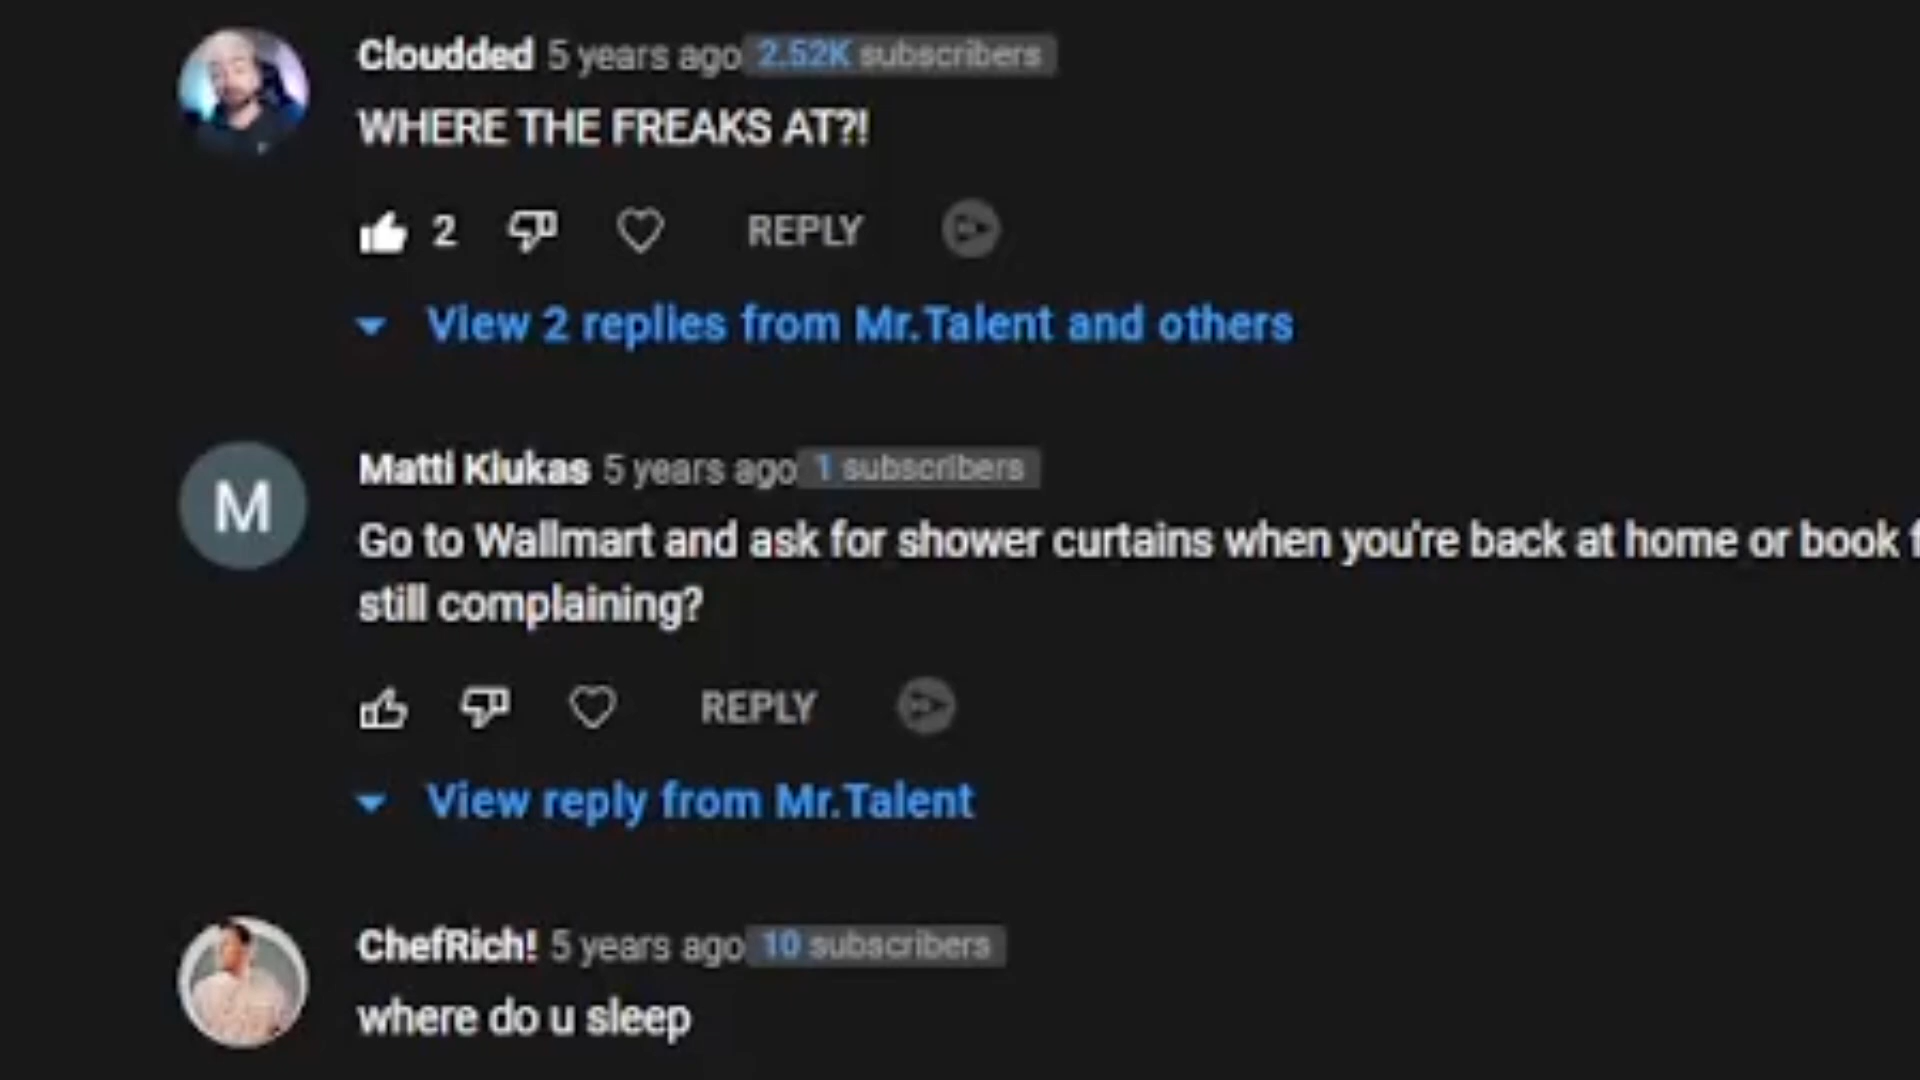 Cloudded 5 years ago 2.52K subscribers
WHERE THE FREAKS AT?!
2 REPLY
View 2 replies from Mr.Talent and others
M
Matti Kiukas 5 years ago 1 subscribers
Go to Wallmart and ask for shower curtains when you're back at home or book
still complaining?
REPLY
View reply from Mr.Talent
ChefRich! 5 years ago 10 subscribers
where do u sleep